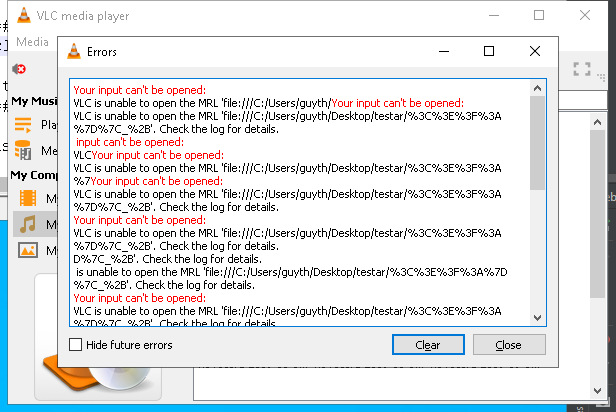 VLC media player
Media
Errors
Your input can't be opened:
VLC is unable to open the MRL 'file:///C:/Users/guyth/Your input can't be opened:
VLC is unable to open the MRL 'file:///C:/Users/guyth/Desktop/testar/%3C%3E%3F%3A
%7D%7C_%2B'. Check the log for details.
input can't be opened:
VLCYour input can't be opened:
VLC is unable to open the MRL 'file:///C:/Users/guyth/Desktop/testar/%3C%3E%3F%3A
%7Your input can't be opened:
VLC is unable to open the MRL 'file:///C:/Users/guyth/Desktop/testar/%3C%3E%3F%3A
%7D%7C_%2B'. Check the log for details.
Your input can't be opened:
VLC is unable to open the MRL 'file:///C:/Users/guyth/Desktop/testar/%3C%3E%3F%3A
%7D%7C_%2B'. Check the log for details.
D%7C_%2B'. Check the log for details.
is unable to open the MRL 'file:///C:/Users/guyth/Desktop/testar/%3C%3E%3F%3A%7D
%7C_%2B'. Check the log for details.
Your input can't be opened:
VLC is unable to open the MRL 'file:///C:/Users/guyth/Desktop/testar/%3C%3E%3F%3A
%7D%7C_%2B'. Check the log for details.
My Musi
Play
Me
My Comp
My
My
My
Hide future errors
Clear
Close